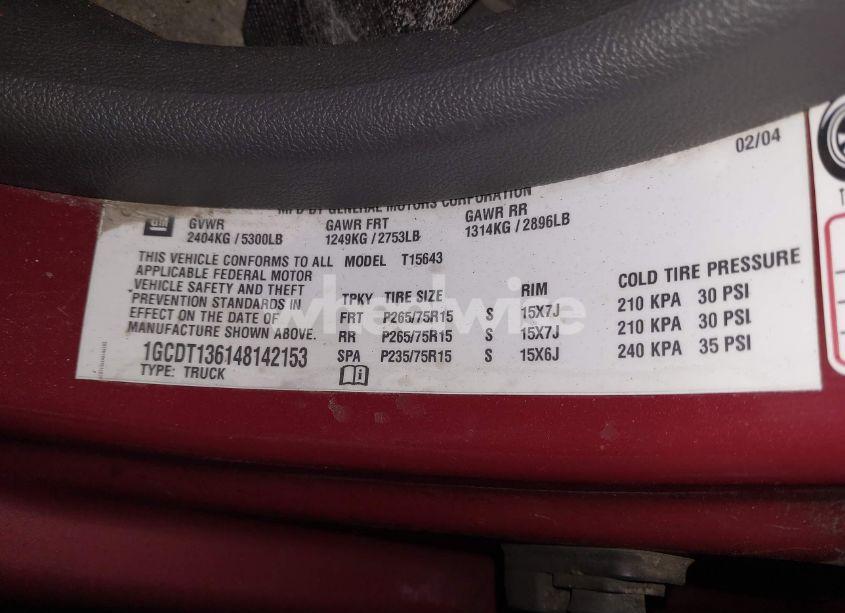 02/04
MFD BY GENERAL MOTORS CORPORATION
GM
GVWR GAWR FRT GAWR RR
2404KG / 5300LB 1249KG / 2753LB 1314KG / 2896LB
THIS VEHICLE CONFORMS TO ALL MODEL T15643
APPLICABLE FEDERAL MOTOR
VEHICLE SAFETY AND THEFT
PREVENTION STANDARDS IN
EFFECT ON THE DATE OF
MANUFACTURE SHOWN ABOVE.
1GCDT136148142153
TYPE: TRUCK
TPKY TIRE SIZE RIM COLD TIRE PRESSURE
FRT P265/75R15 S 15X7J 210 KPA 30 PSI
RR P265/75R15 S 15X7J 210 KPA 30 PSI
SPA P235/75R15 S 15X6J 240 KPA 35 PSI
wheelwise